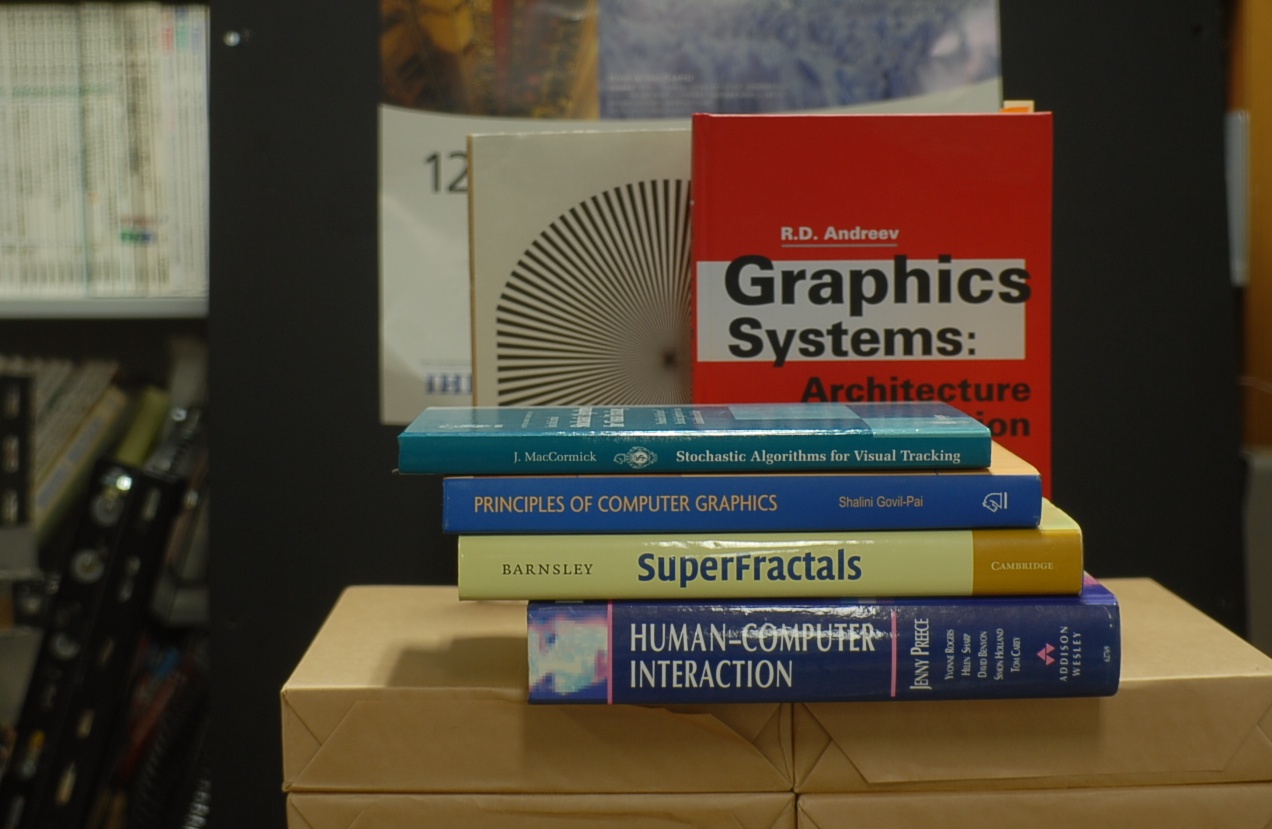 12
R.D. Andreev
Graphics
Systems:
Architecture
on
IHI
J. MacCormick Stochastic Algorithms for Visual Tracking
PRINCIPLES OF COMPUTER GRAPHICS Shalini Govil-Pai
BARNSLEY SuperFractals CAMBRIDGE
HUMAN-COMPUTER
INTERACTION
JENNY PREECE
YVONNE ROGERS
HELEN SHARP
DAVID BENYON
SIMON HOLLAND
TOM CAREY
ADDISON
WESLEY